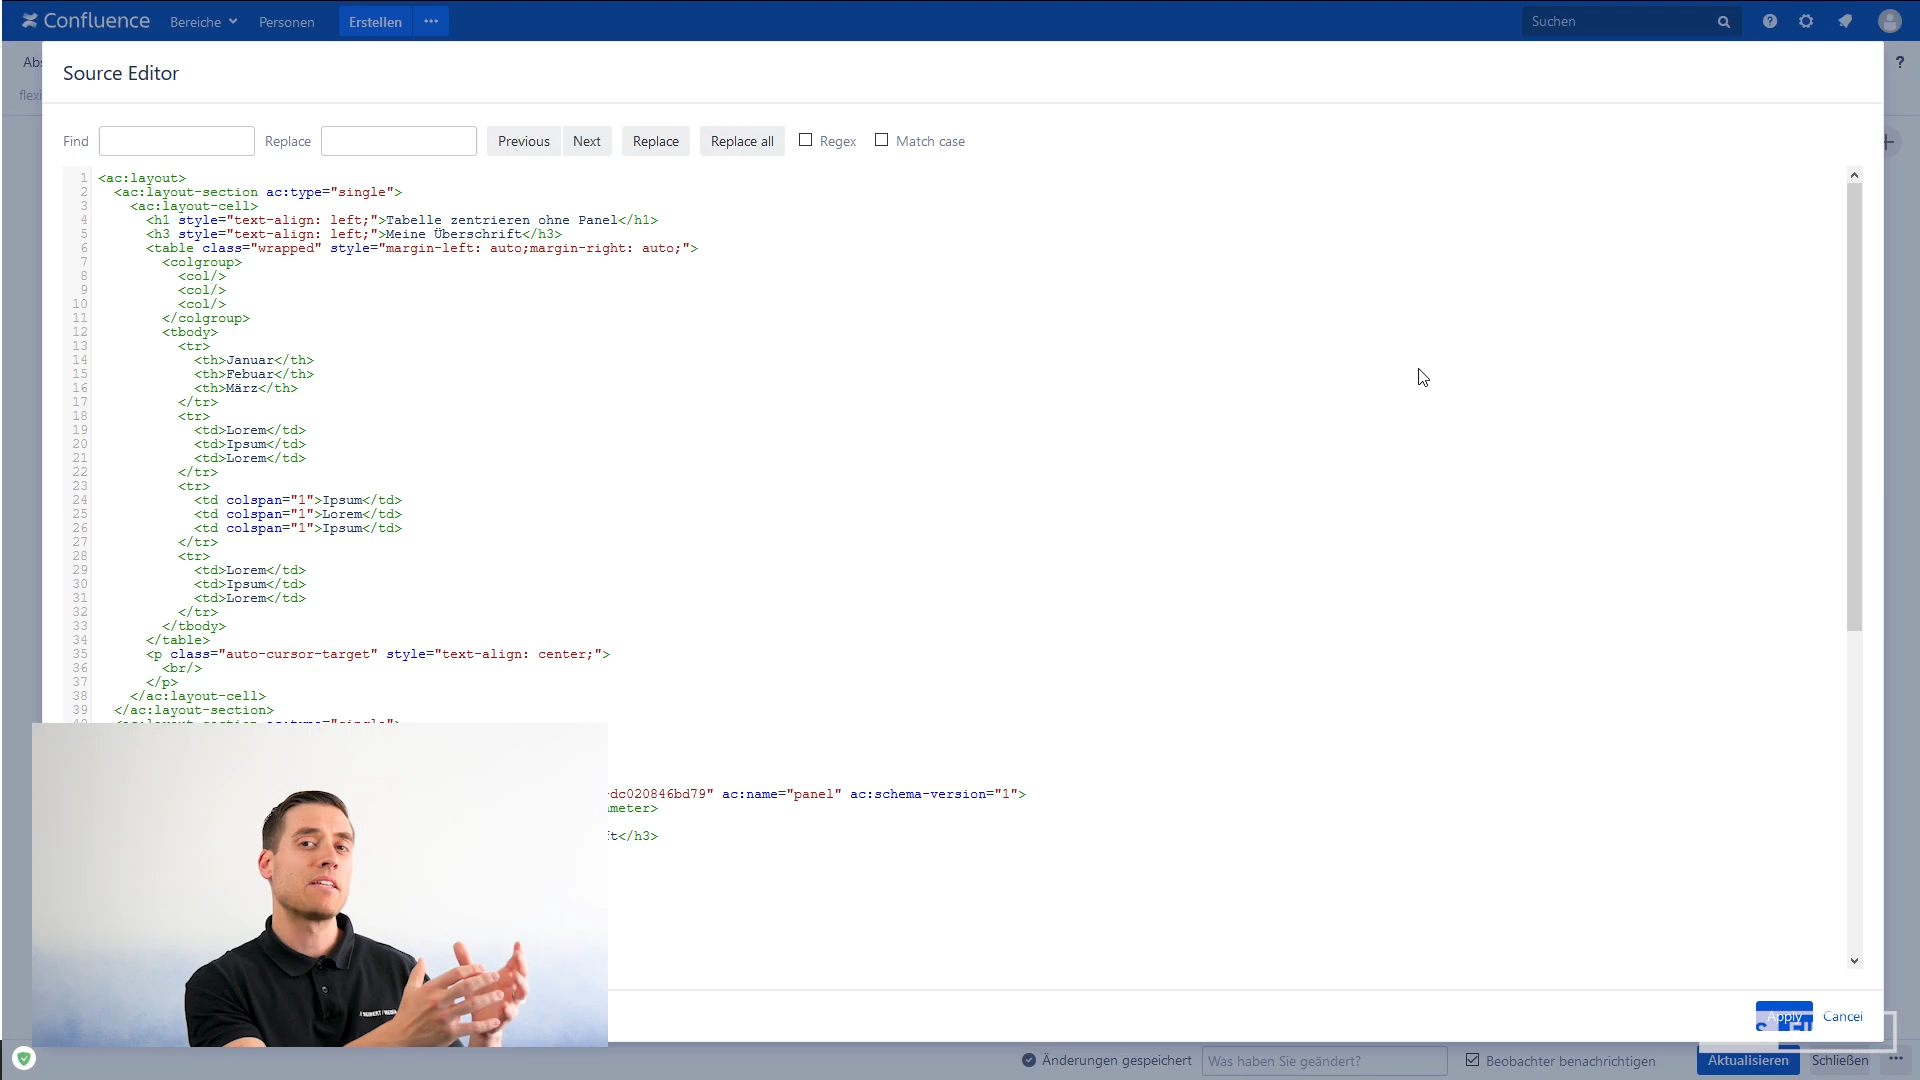 Confluence Bereiche Personen Erstellen ··· Suchen
?
Source Editor
Find Replace Previous Next Replace Replace all Regex Match case
1 <ac:layout>
2 <ac:layout-section ac:type="single">
3 <ac:layout-cell>
4 <h1 style="text-align: left;">Tabelle zentrieren ohne Panel</h1>
5 <h3 style="text-align: left;">Meine Überschrift</h3>
6 <table class="wrapped" style="margin-left: auto;margin-right: auto;">
7 <colgroup>
8 <col/>
9 <col/>
10 <col/>
11 </colgroup>
12 <tbody>
13 <tr>
14 <th>Januar</th>
15 <th>Febuar</th>
16 <th>März</th>
17 </tr>
18 <tr>
19 <td>Lorem</td>
20 <td>Ipsum</td>
21 <td>Lorem</td>
22 </tr>
23 <tr>
24 <td colspan="1">Ipsum</td>
25 <td colspan="1">Lorem</td>
26 <td colspan="1">Ipsum</td>
27 </tr>
28 <tr>
29 <td>Lorem</td>
30 <td>Ipsum</td>
31 <td>Lorem</td>
32 </tr>
33 </tbody>
34 </table>
35 <p class="auto-cursor-target" style="text-align: center;">
36 <br/>
37 </p>
38 </ac:layout-cell>
39 </ac:layout-section>
-dc020846bd79" ac:name="panel" ac:schema-version="1">
meter>
ft</h3>
Apply Cancel
Änderungen gespeichert Was haben Sie geändert? Beobachter benachrichtigen Aktualisieren Schließen ···